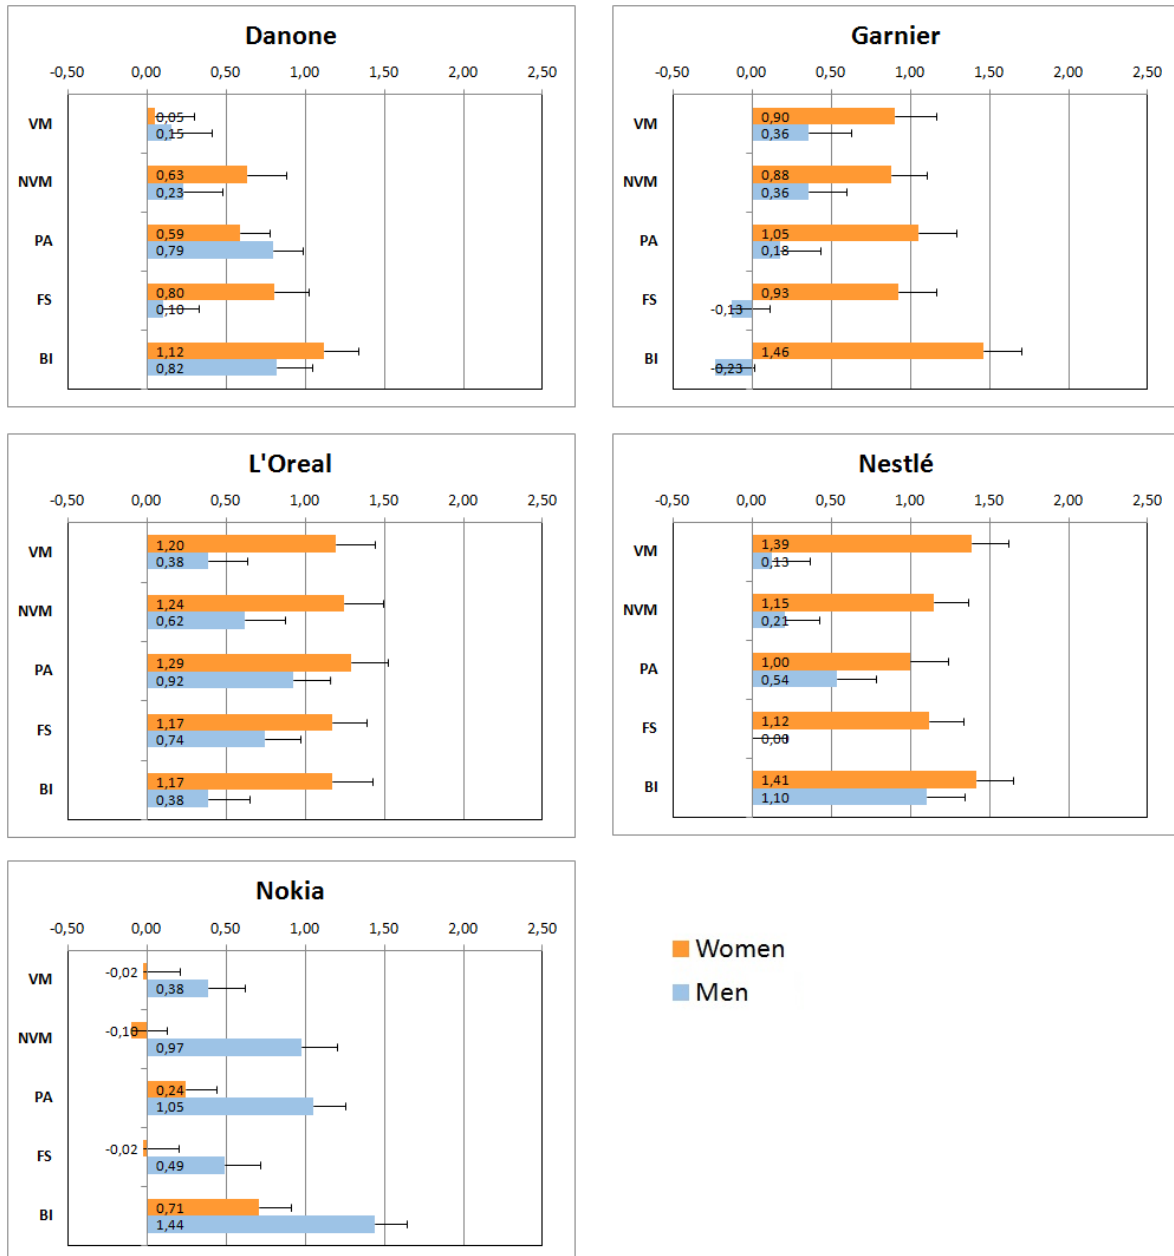 Danone
-0,50 0,00 0,50 1,00 1,50 2,00 2,50
VM
0,05
0,15
NVM
0,63
0,23
PA
0,59
0,79
FS
0,80
0,10
BI
1,12
0,82
Garnier
-0,50 0,00 0,50 1,00 1,50 2,00 2,50
VM
0,90
0,36
NVM
0,88
0,36
PA
1,05
0,18
FS
0,93
-0,13
BI
1,46
-0,23
L'Oreal
-0,50 0,00 0,50 1,00 1,50 2,00 2,50
VM
1,20
0,38
NVM
1,24
0,62
PA
1,29
0,92
FS
1,17
0,74
BI
1,17
0,38
Nestlé
-0,50 0,00 0,50 1,00 1,50 2,00 2,50
VM
1,39
0,13
NVM
1,15
0,21
PA
1,00
0,54
FS
1,12
0,00
BI
1,41
1,10
Nokia
-0,50 0,00 0,50 1,00 1,50 2,00 2,50
VM
-0,02
0,38
NVM
-0,10
0,97
PA
0,24
1,05
FS
-0,02
0,49
BI
0,71
1,44
Women
Men